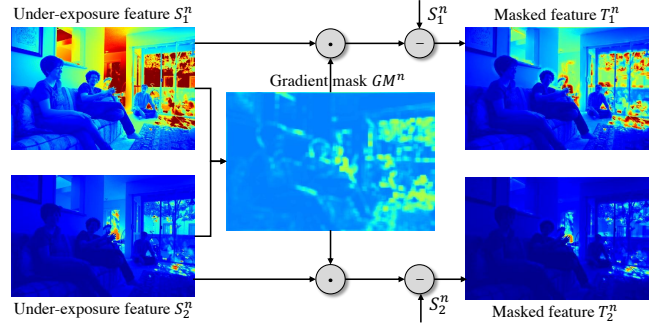 Under-exposure feature $S_1^n$
$S_1^n$
Masked feature $T_1^n$
Gradient mask $GM^n$
Under-exposure feature $S_2^n$
$S_2^n$
Masked feature $T_2^n$